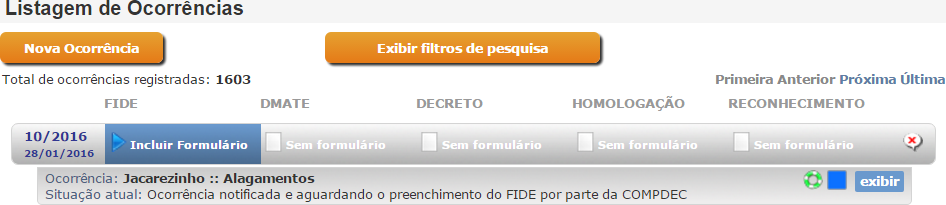 Listagem de Ocorrências
Nova Ocorrência Exibir filtros de pesquisa
Total de ocorrências registradas: 1603 Primeira Anterior Próxima Última
FIDE DMATE DECRETO HOMOLOGAÇÃO RECONHECIMENTO
10/2016
28/01/2016
Incluir Formulário Sem formulário Sem formulário Sem formulário Sem formulário
Ocorrência: Jacarezinho :: Alagamentos
exibir
Situação atual: Ocorrência notificada e aguardando o preenchimento do FIDE por parte da COMPDEC